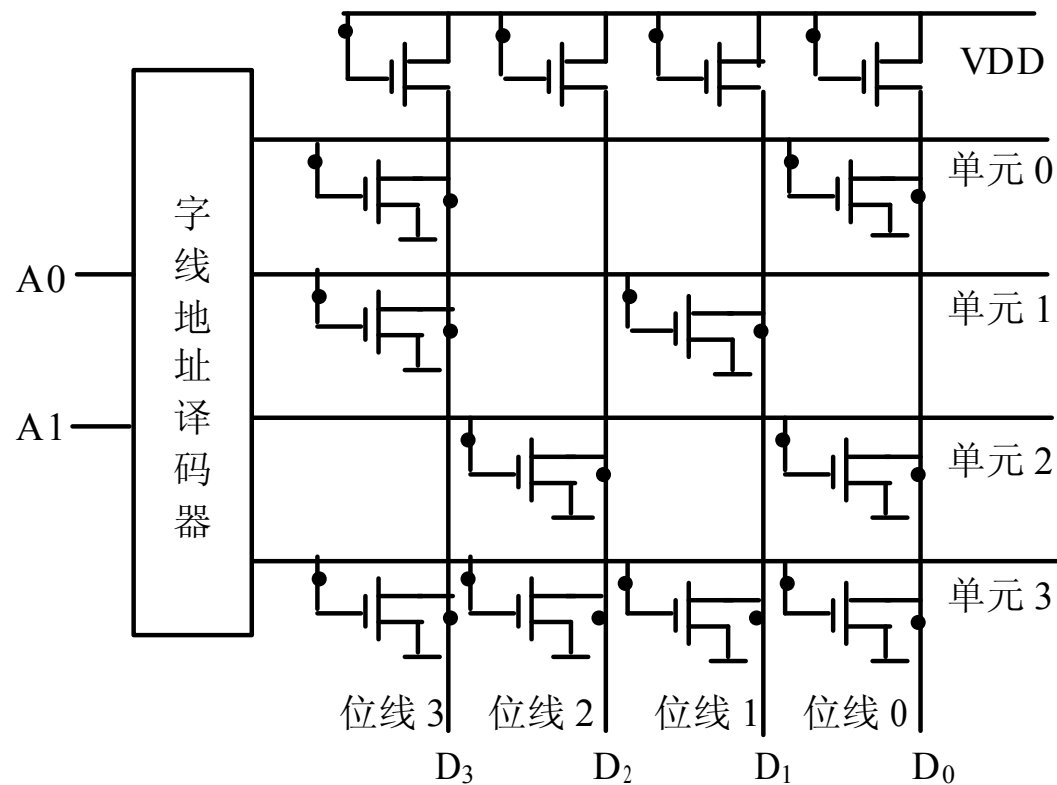 VDD
单元 0
字线地址译码器
A0
单元 1
A1
单元 2
单元 3
位线 3 位线 2 位线 1 位线 0
D₃ D₂ D₁ D₀